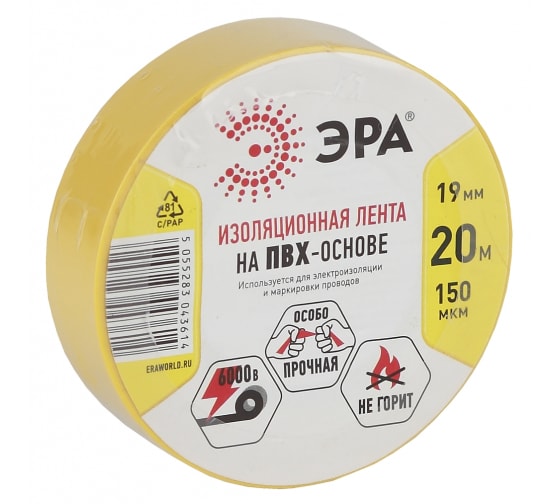 ЭРА®
ИЗОЛЯЦИОННАЯ ЛЕНТА
НА ПВХ-ОСНОВЕ
Используется для электроизоляции
и маркировки проводов
19 мм
20 м
150
мкм
81
C/PAP
5 055283 043614
ERAWORLD.RU
6000В
ОСОБО
ПРОЧНАЯ
НЕ ГОРИТ